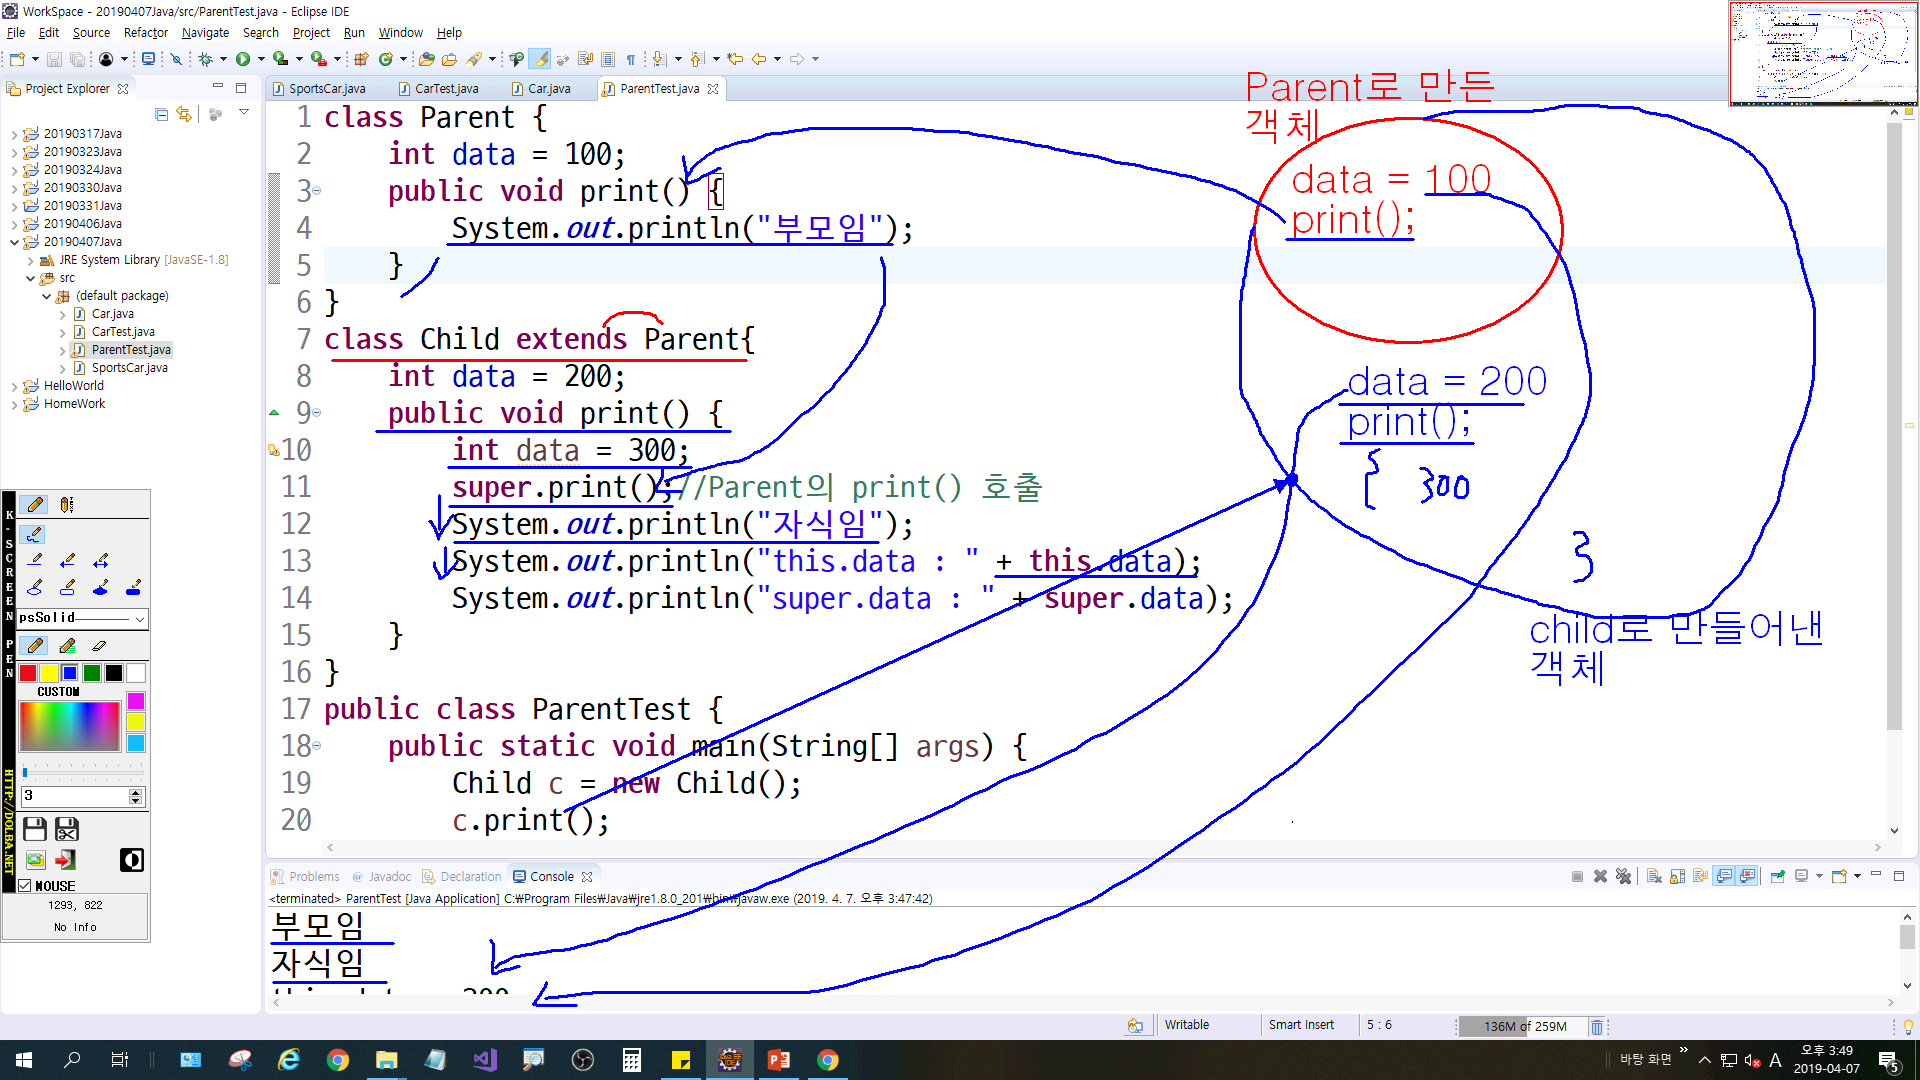 WorkSpace - 20190407Java/src/ParentTest.java - Eclipse IDE
File Edit Source Refactor Navigate Search Project Run Window Help
Project Explorer
SportsCar.java CarTest.java Car.java ParentTest.java
20190317Java
20190323Java
20190324Java
20190330Java
20190331Java
20190406Java
20190407Java
JRE System Library [JavaSE-1.8]
src
(default package)
Car.java
CarTest.java
ParentTest.java
SportsCar.java
HelloWorld
HomeWork
1 class Parent {
2 int data = 100;
3 public void print() {
4 System.out.println("부모임");
5 }
6 }
7 class Child extends Parent{
8 int data = 200;
9 public void print() {
10 int data = 300;
11 super.print();//Parent의 print() 호출
12 System.out.println("자식임");
13 System.out.println("this.data : " + this.data);
14 System.out.println("super.data : " + super.data);
15 }
16 }
17 public class ParentTest {
18 public static void main(String[] args) {
19 Child c = new Child();
20 c.print();
Parent로 만든
객체
data = 100
print();
data = 200
print();
{ 300
}
child로 만들어낸
객체
K-SCREEN PEN
psSolid
CUSTOM
3
HTTP://DOLBA.NET
MOUSE
1293, 822
No Info
Problems @ Javadoc Declaration Console
<terminated> ParentTest [Java Application] C:₩Program Files₩Java₩jre1.8.0_201₩bin₩javaw.exe (2019. 4. 7. 오후 3:47:42)
부모임
자식임
Writable Smart Insert 5 : 6 136M of 259M
바탕 화면 » A 오후 3:49
2019-04-07
5